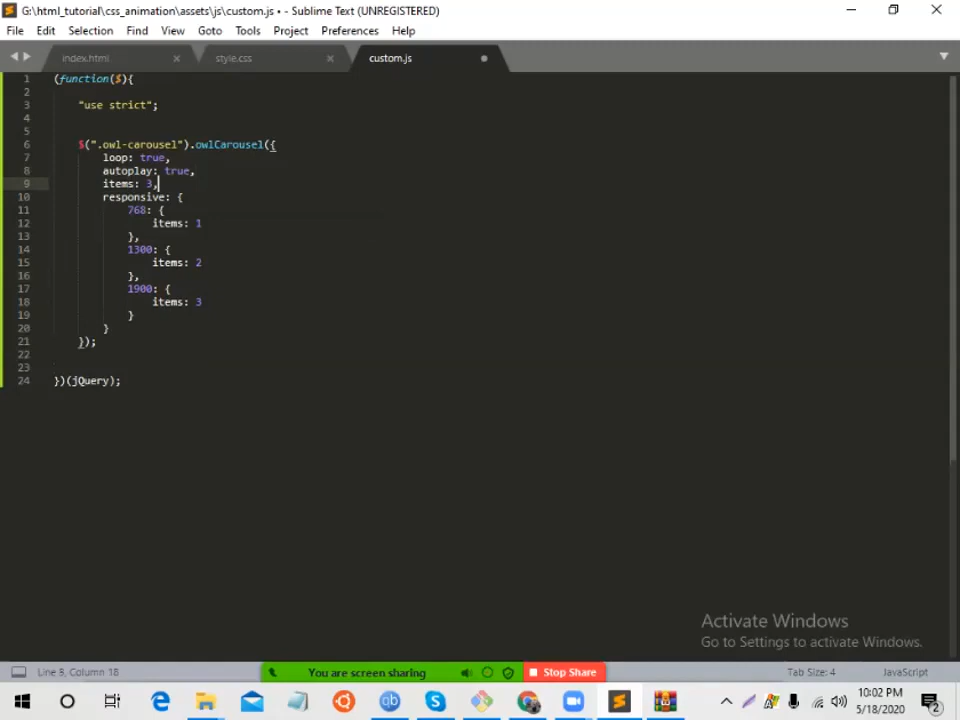 G:\html_tutorial\css_animation\assets\js\custom.js • - Sublime Text (UNREGISTERED)
File Edit Selection Find View Goto Tools Project Preferences Help
index.html style.css custom.js
1 (function($){
2
3 "use strict";
4
5
6 $(".owl-carousel").owlCarousel({
7 loop: true,
8 autoplay: true,
9 items: 3,
10 responsive: {
11 768: {
12 items: 1
13 },
14 1300: {
15 items: 2
16 },
17 1900: {
18 items: 3
19 }
20 }
21 });
22
23
24 })(jQuery);
Activate Windows
Go to Settings to activate Windows.
Line 9, Column 18 You are screen sharing Stop Share Tab Size: 4 JavaScript
10:02 PM
5/18/2020
2